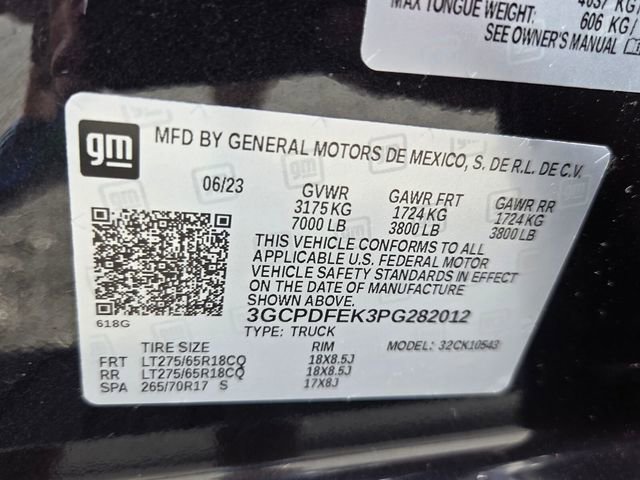 4037 KG/
MAX TONGUE WEIGHT: 606 KG/
SEE OWNER'S MANUAL
gm
MFD BY GENERAL MOTORS DE MEXICO, S. DE R.L. DE C.V.
06/23 GVWR GAWR FRT GAWR RR
3175 KG 1724 KG 1724 KG
7000 LB 3800 LB 3800 LB
THIS VEHICLE CONFORMS TO ALL
APPLICABLE U.S. FEDERAL MOTOR
VEHICLE SAFETY STANDARDS IN EFFECT
ON THE DATE OF MANUFACTURE
SHOWN ABOVE.
618G
3GCPDFEK3PG282012
TYPE: TRUCK MODEL: 32CK10543
TIRE SIZE RIM
FRT LT275/65R18CQ 18X8.5J
RR LT275/65R18CQ 18X8.5J
SPA 265/70R17 S 17X8J